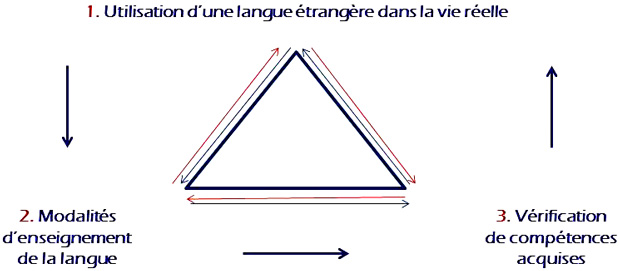 1. Utilisation d'une langue étrangère dans la vie réelle
2. Modalités
d'enseignement
de la langue
3. Vérification
de compétences
acquises